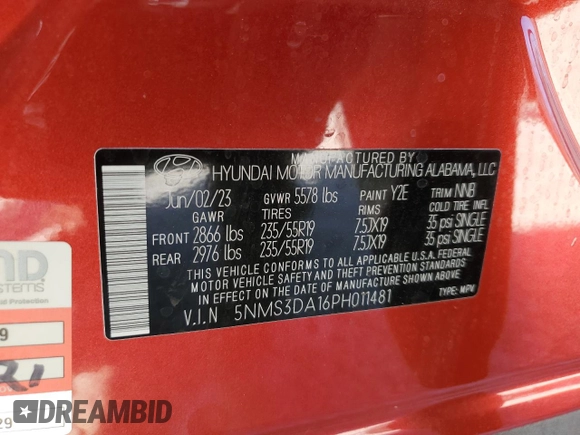 MANUFACTURED BY
HYUNDAI MOTOR MANUFACTURING ALABAMA, LLC
Jun/02/23 GVWR 5578 lbs PAINT Y2E TRIM NNB
GAWR TIRES RIMS COLD TIRE INFL
FRONT 2866 lbs 235/55R19 7.5JX19 35 psi SINGLE
REAR 2976 lbs 235/55R19 7.5JX19 35 psi SINGLE
THIS VEHICLE CONFORMS TO ALL APPLICABLE U.S.A. FEDERAL
MOTOR VEHICLE SAFETY AND THEFT PREVENTION STANDARDS
IN EFFECT ON THE DATE OF MANUFACTURE SHOWN ABOVE
V.I.N 5NMS3DA16PH011481 TYPE: MPV
9
29
DREAMBID